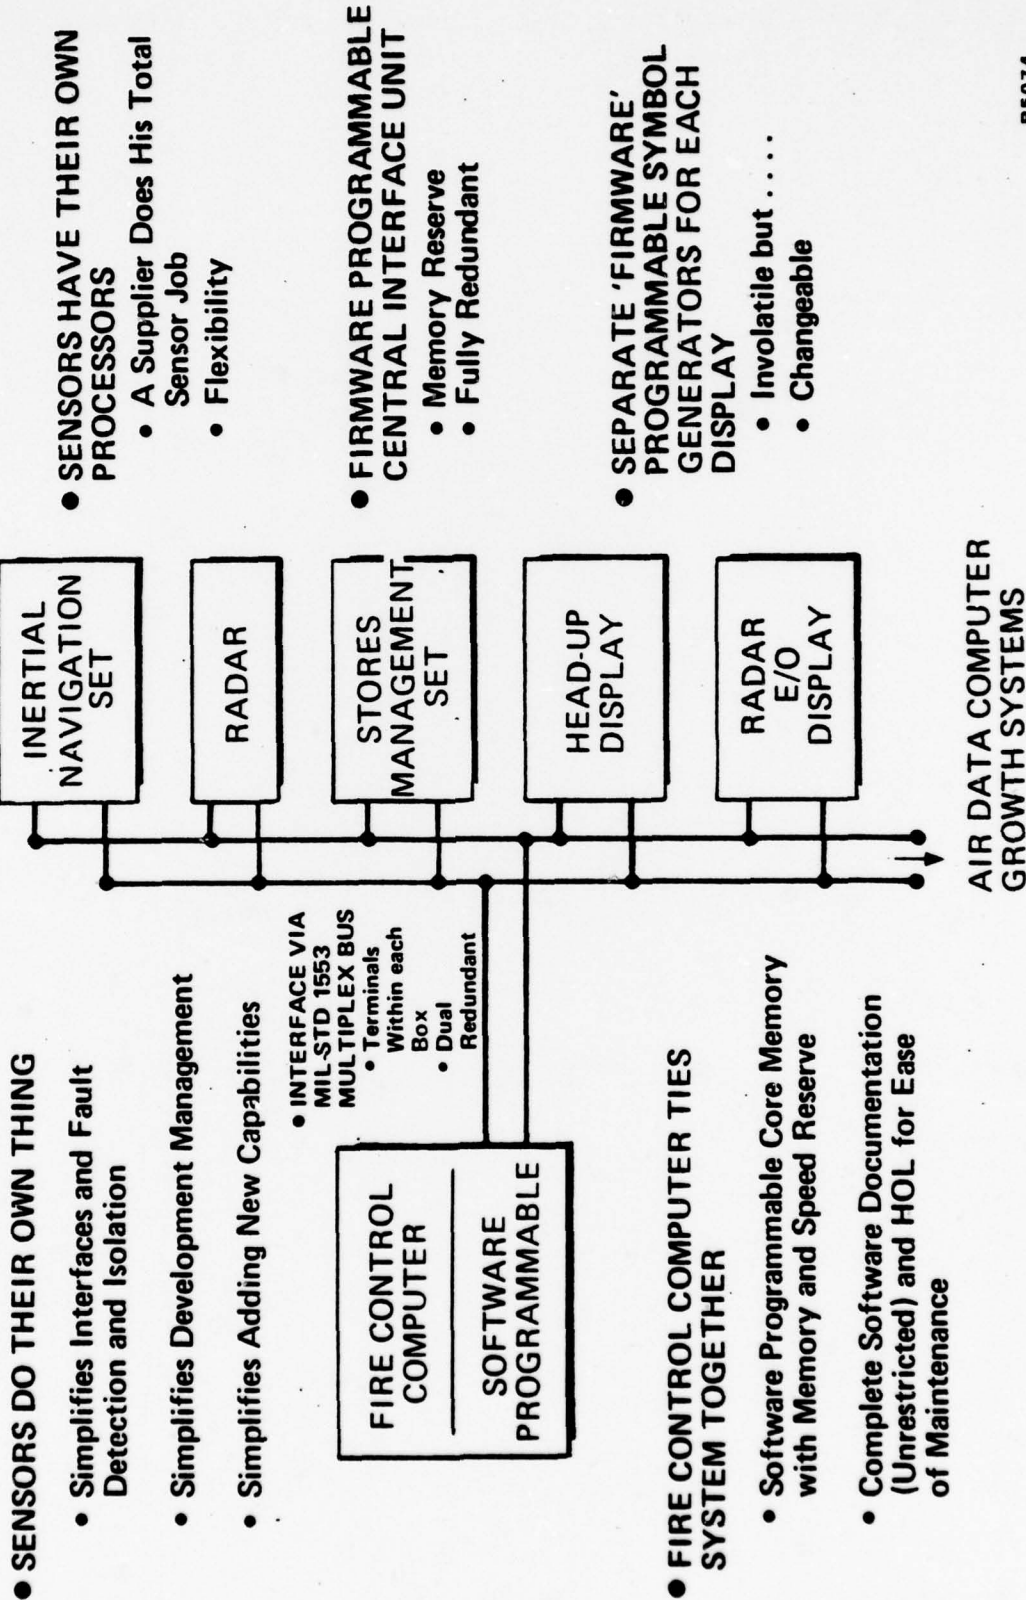 • SENSORS DO THEIR OWN THING
• Simplifies Interfaces and Fault
Detection and Isolation
• Simplifies Development Management
• Simplifies Adding New Capabilities
• INTERFACE VIA
MIL-STD 1553
MULTIPLEX BUS
• Terminals
Within each
Box
• Dual
Redundant
FIRE CONTROL
COMPUTER
SOFTWARE
PROGRAMMABLE
• FIRE CONTROL COMPUTER TIES
SYSTEM TOGETHER
• Software Programmable Core Memory
with Memory and Speed Reserve
• Complete Software Documentation
(Unrestricted) and HOL for Ease
of Maintenance
INERTIAL
NAVIGATION
SET
RADAR
STORES
MANAGEMENT
SET
HEAD-UP
DISPLAY
RADAR
E/O
DISPLAY
AIR DATA COMPUTER
GROWTH SYSTEMS
• SENSORS HAVE THEIR OWN
PROCESSORS
• A Supplier Does His Total
Sensor Job
• Flexibility
• FIRMWARE PROGRAMMABLE
CENTRAL INTERFACE UNIT
• Memory Reserve
• Fully Redundant
• SEPARATE 'FIRMWARE'
PROGRAMMABLE SYMBOL
GENERATORS FOR EACH
DISPLAY
• Involatile but ....
• Changeable